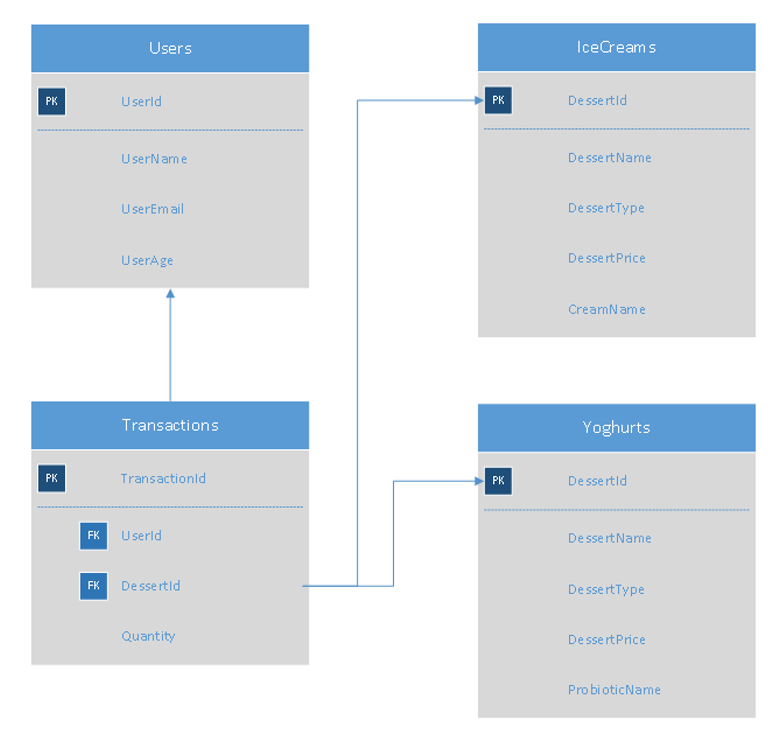 Users
PK UserId
UserName
UserEmail
UserAge
IceCreams
PK DessertId
DessertName
DessertType
DessertPrice
CreamName
Transactions
PK TransactionId
FK UserId
FK DessertId
Quantity
Yoghurts
PK DessertId
DessertName
DessertType
DessertPrice
ProbioticName